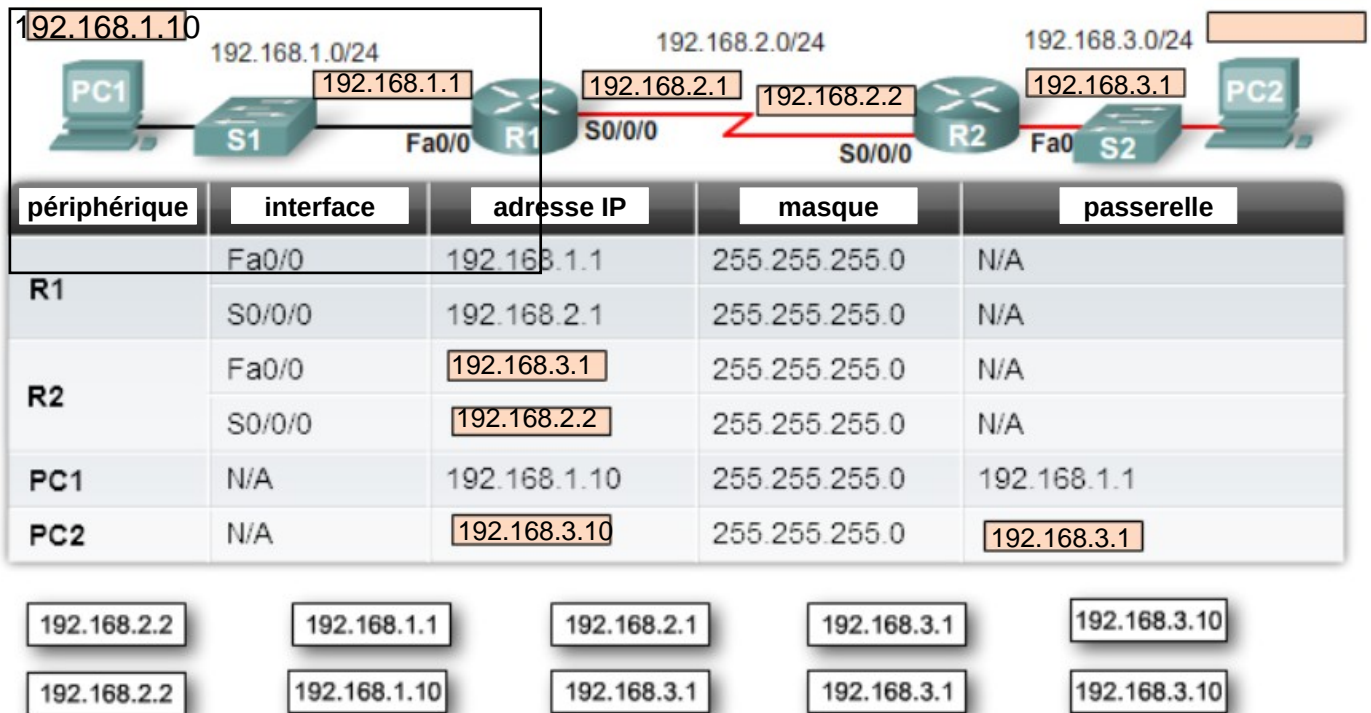 192.168.1.10
192.168.1.0/24
192.168.2.0/24
192.168.3.0/24
PC1
192.168.1.1
192.168.2.1
192.168.2.2
192.168.3.1
PC2
S1
Fa0/0
R1
S0/0/0
S0/0/0
R2
Fa0
S2
périphérique interface adresse IP masque passerelle
R1
Fa0/0 192.168.1.1 255.255.255.0 N/A
S0/0/0 192.168.2.1 255.255.255.0 N/A
R2
Fa0/0 192.168.3.1 255.255.255.0 N/A
S0/0/0 192.168.2.2 255.255.255.0 N/A
PC1 N/A 192.168.1.10 255.255.255.0 192.168.1.1
PC2 N/A 192.168.3.10 255.255.255.0 192.168.3.1
192.168.2.2 192.168.1.1 192.168.2.1 192.168.3.1 192.168.3.10
192.168.2.2 192.168.1.10 192.168.3.1 192.168.3.1 192.168.3.10